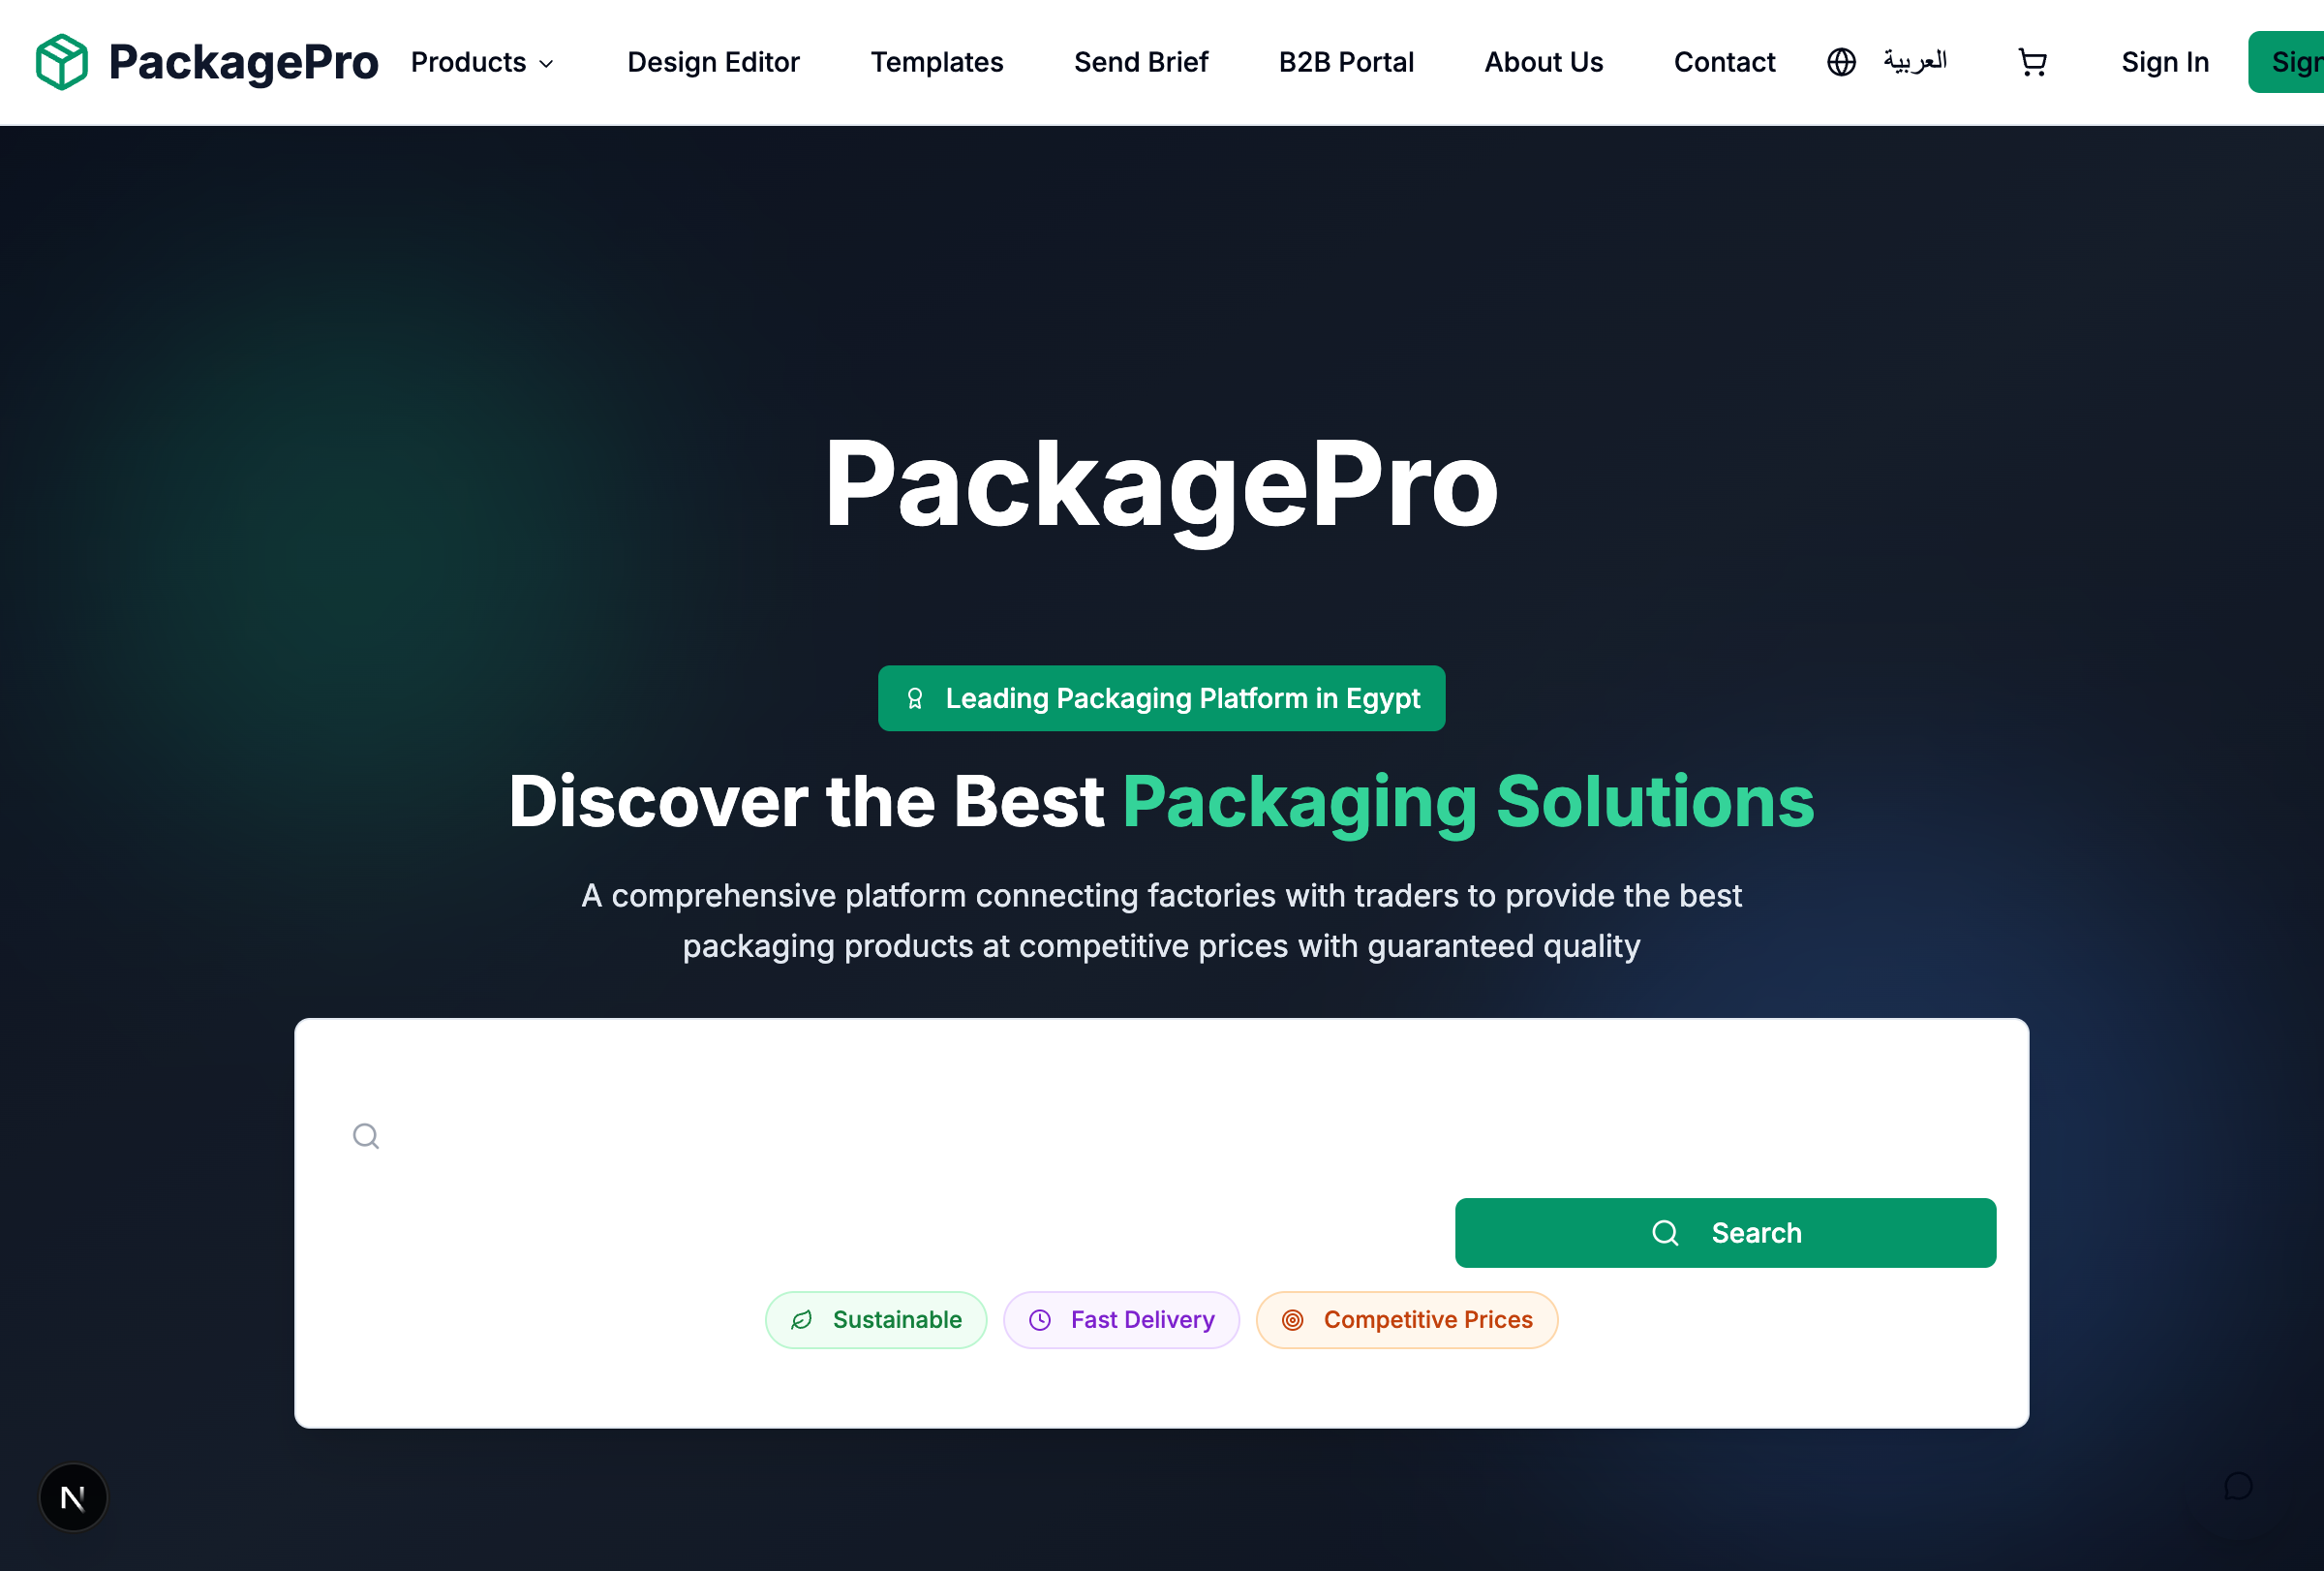 PackagePro
Products
Design Editor
Templates
Send Brief
B2B Portal
About Us
Contact
العربية
Sign In
Sign
PackagePro
Leading Packaging Platform in Egypt
Discover the Best Packaging Solutions
A comprehensive platform connecting factories with traders to provide the best
packaging products at competitive prices with guaranteed quality
Search
Sustainable
Fast Delivery
Competitive Prices
N